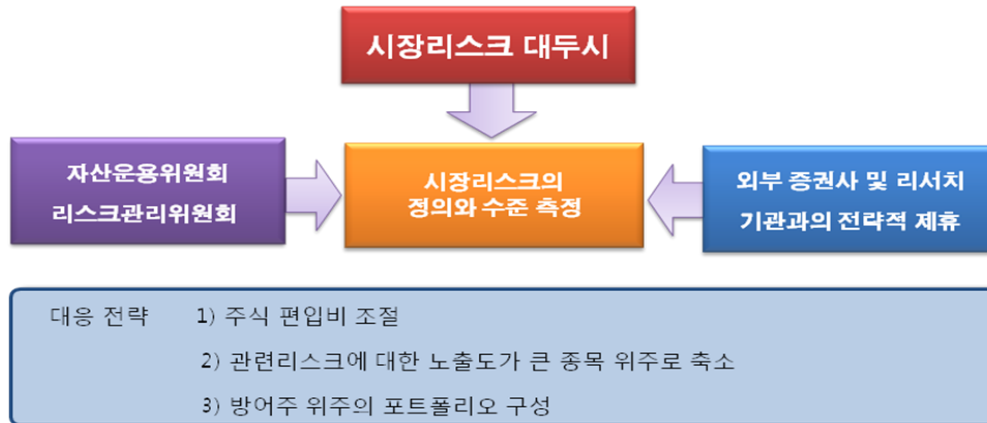 시장리스크 대두시
자산운용위원회
리스크관리위원회
시장리스크의
정의와 수준 측정
외부 증권사 및 리서치
기관과의 전략적 제휴
대응 전략 1) 주식 편입비 조절
2) 관련리스크에 대한 노출도가 큰 종목 위주로 축소
3) 방어주 위주의 포트폴리오 구성